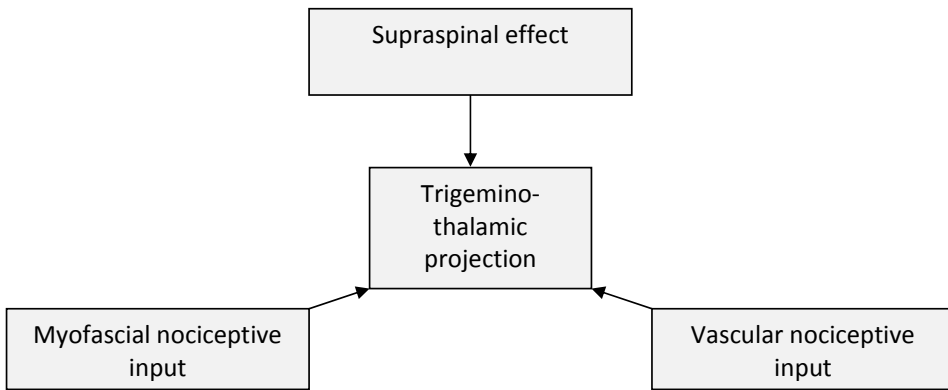 Supraspinal effect
Trigemino-
thalamic
projection
Myofascial nociceptive
input
Vascular nociceptive
input